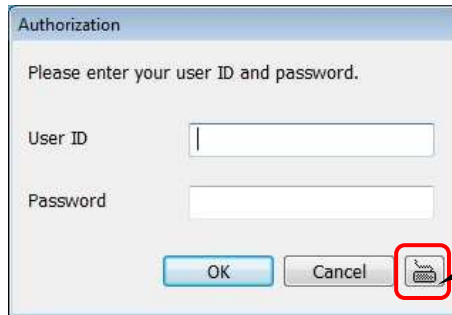 Authorization
Please enter your user ID and password.
User ID
Password
OK Cancel